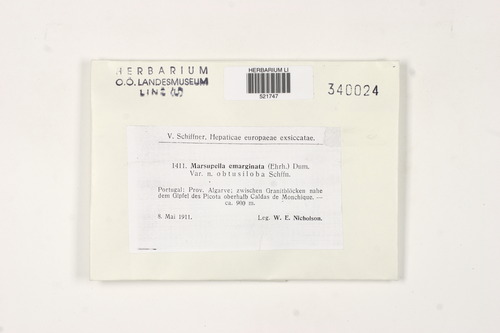 HERBARIUM
O.Ö. LANDESMUSEUM
LINZ
HERBARIUM LI
521747
340024
V. Schiffner, Hepaticae europaeae exsiccatae.
1411. Marsupella emarginata (Ehrh.) Dum.
Var. n. obtusiloba Schffn.
Portugal: Prov. Algarve; zwischen Granitblöcken nahe
dem Gipfel des Picota oberhalb Caldas de Monchique. —
ca. 900 m.
8. Mai 1911.
Leg. W. E. Nicholson.